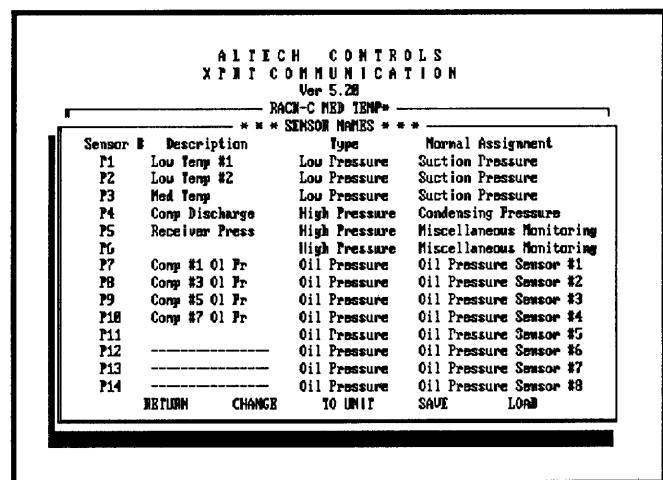 ALTECH CONTROLS
XPNT COMMUNICATION
Ver 5.20
RACK-C MED TEMP*
* * * SENSOR NAMES * * *
Sensor # Description Type Normal Assignment
P1 Low Temp #1 Low Pressure Suction Pressure
P2 Low Temp #2 Low Pressure Suction Pressure
P3 Med Temp Low Pressure Suction Pressure
P4 Comp Discharge High Pressure Condensing Pressure
P5 Receiver Press High Pressure Miscellaneous Monitoring
P6 High Pressure Miscellaneous Monitoring
P7 Comp #1 Ol Pr Oil Pressure Oil Pressure Sensor #1
P8 Comp #3 Ol Pr Oil Pressure Oil Pressure Sensor #2
P9 Comp #5 Ol Pr Oil Pressure Oil Pressure Sensor #3
P10 Comp #7 Ol Pr Oil Pressure Oil Pressure Sensor #4
P11 Oil Pressure Oil Pressure Sensor #5
P12 ---------------- Oil Pressure Oil Pressure Sensor #6
P13 ---------------- Oil Pressure Oil Pressure Sensor #7
P14 ---------------- Oil Pressure Oil Pressure Sensor #8
RETURN CHANGE TO UNIT SAVE LOAD